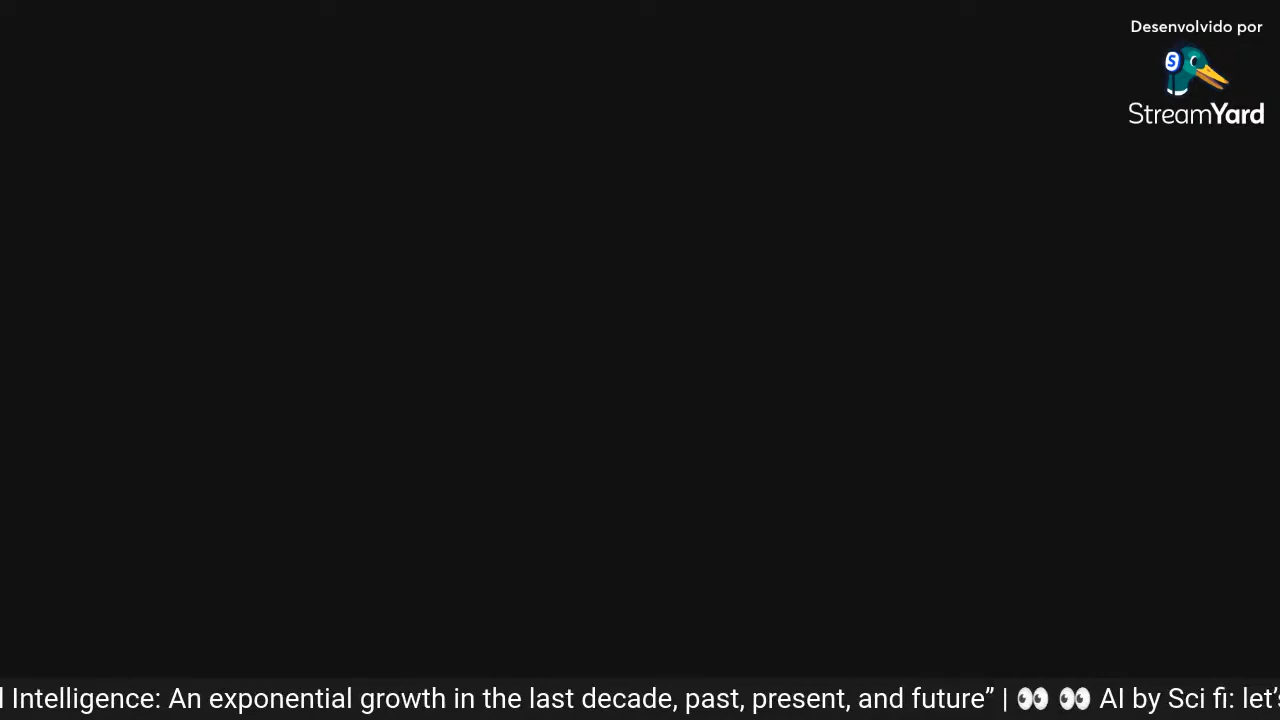 Desenvolvido por
StreamYard
l Intelligence: An exponential growth in the last decade, past, present, and future” | 👀 👀 AI by Sci fi: let’s